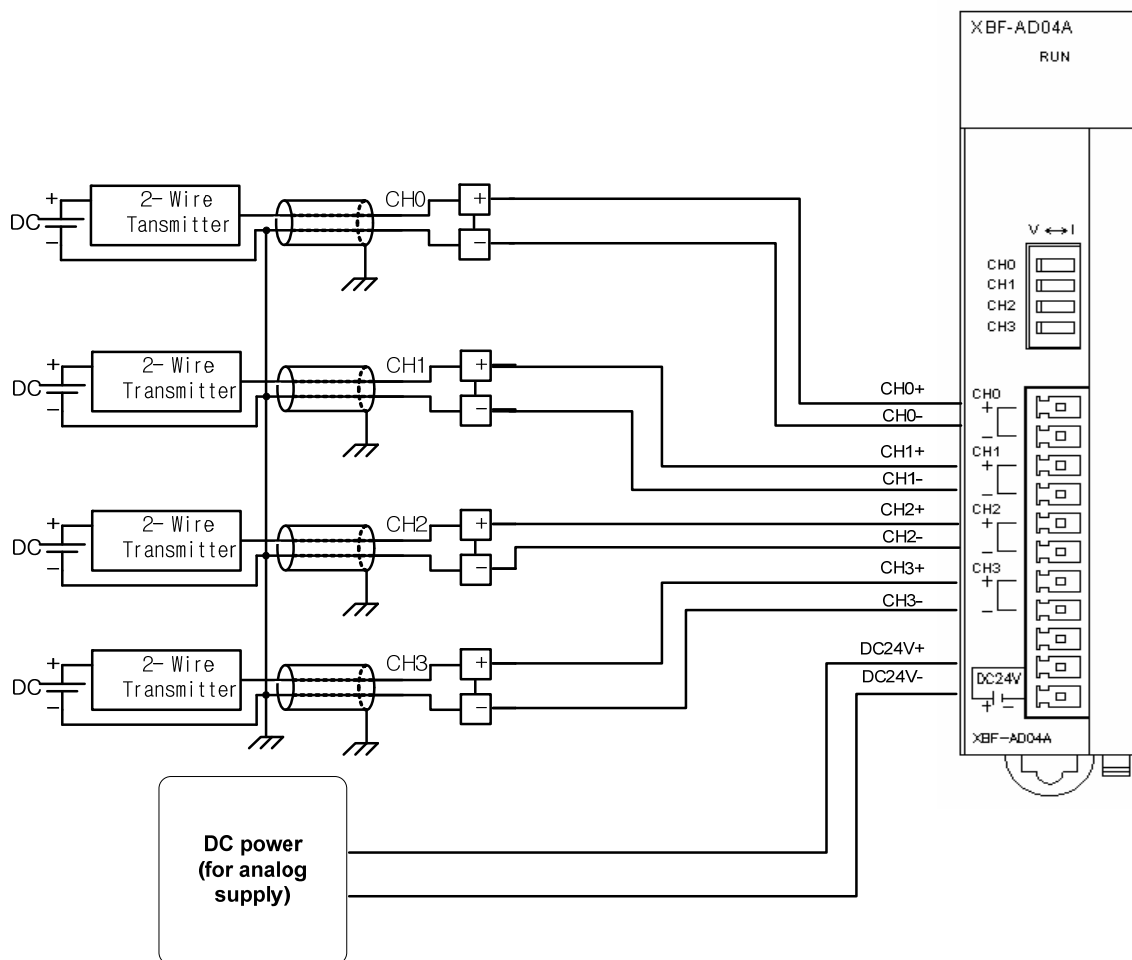 XBF-AD04A
RUN
+
2-Wire
Tansmitter
DC
-
CH0
+
-
V ↔ I
CH0
CH1
CH2
CH3
+
2-Wire
Transmitter
DC
-
CH1
+
-
CH0+
CH0-
CH1+
CH1-
CH0
+
-
CH1
+
-
+
2-Wire
Transmitter
DC
-
CH2
+
-
CH2+
CH2-
CH3+
CH3-
CH2
+
-
CH3
+
-
+
2-Wire
Transmitter
DC
-
CH3
+
-
DC24V+
DC24V-
DC24V
+ -
XBF-AD04A
DC power
(for analog
supply)